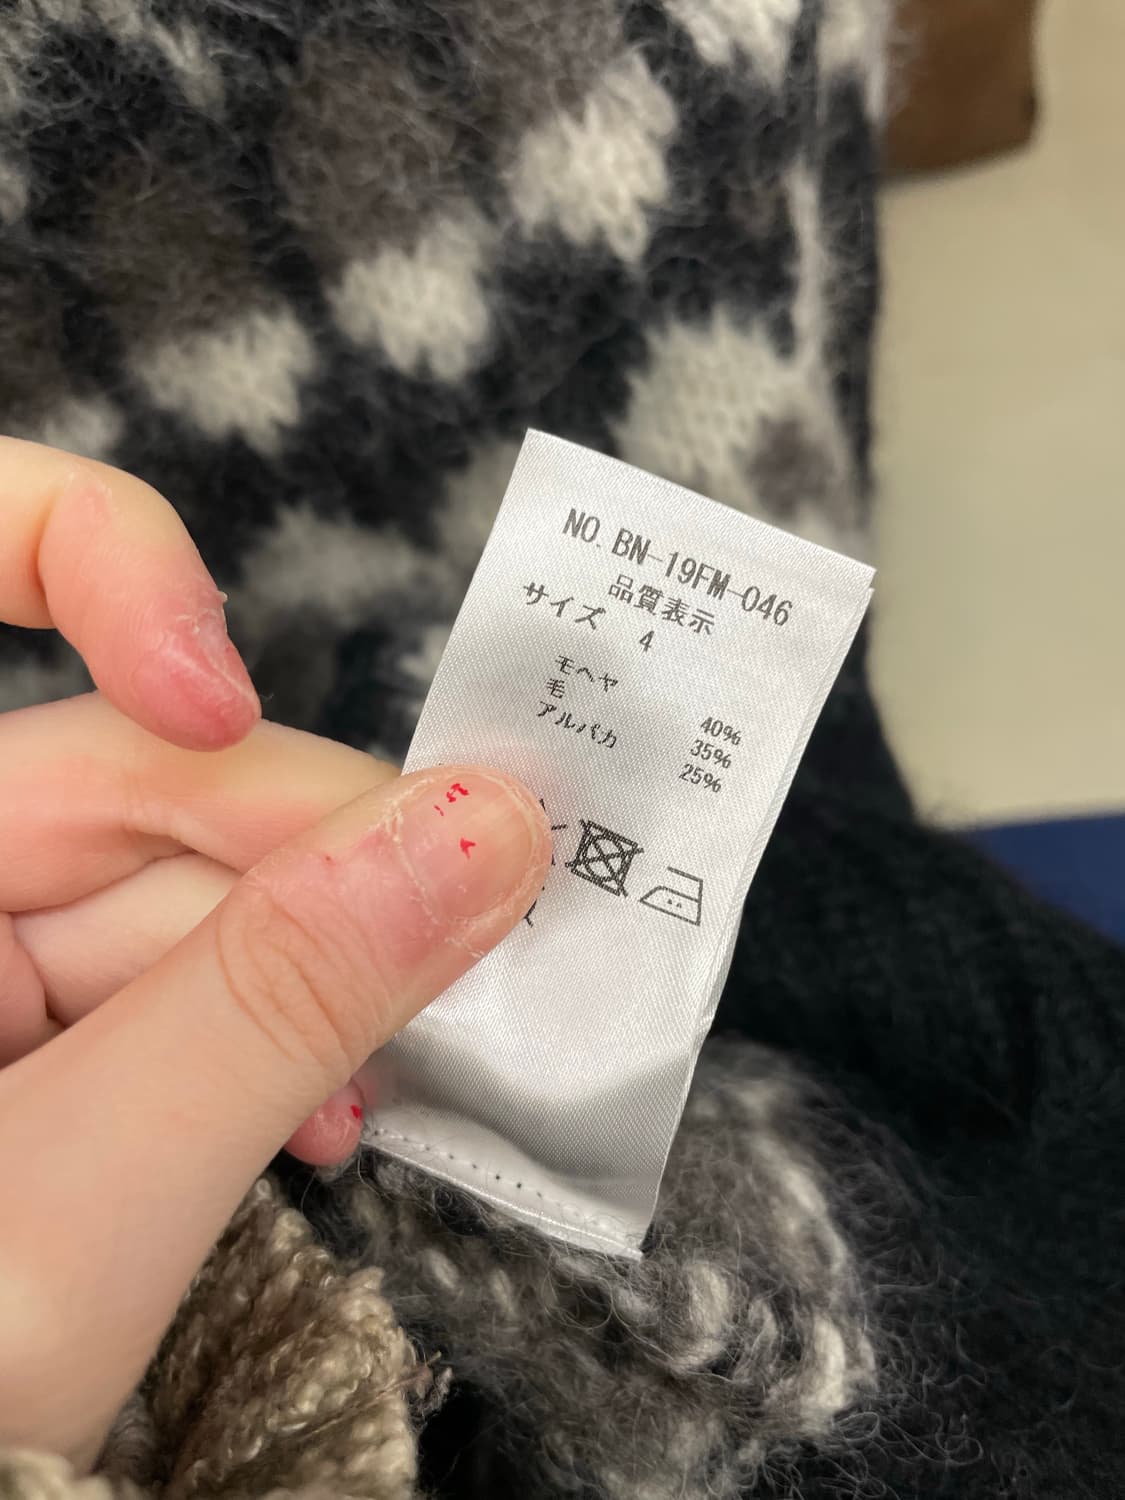 NO. BN-19FM-046
品質表示
サイズ 4
モヘヤ 40%
毛 35%
アルパカ 25%